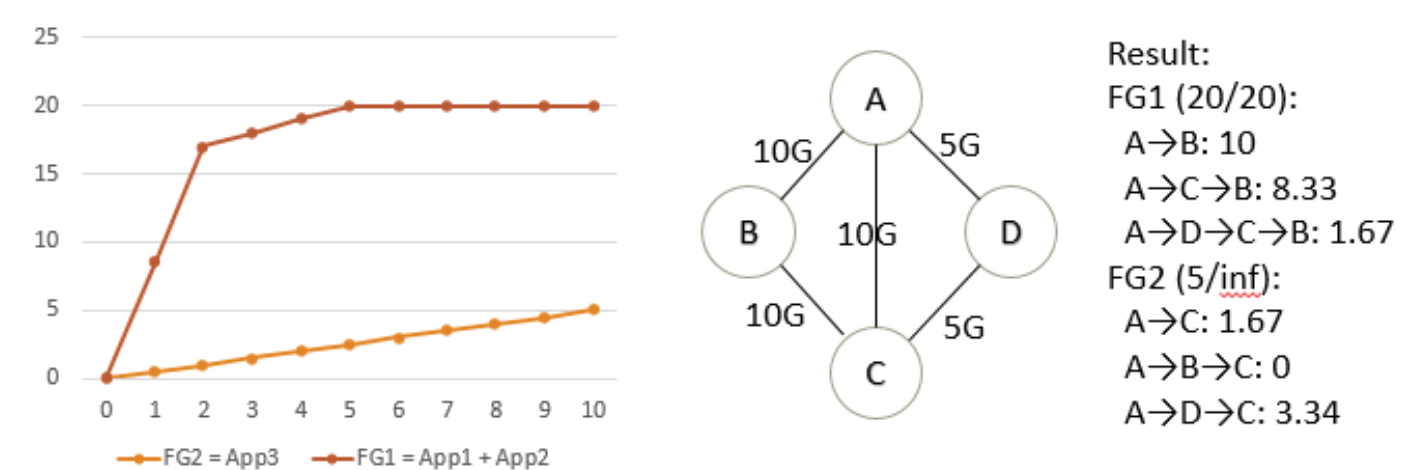 25
20
15
10
5
0
0 1 2 3 4 5 6 7 8 9 10
FG2 = App3 FG1 = App1 + App2
A
10G 5G
B 10G D
10G 5G
C
Result:
FG1 (20/20):
A→B: 10
A→C→B: 8.33
A→D→C→B: 1.67
FG2 (5/inf):
A→C: 1.67
A→B→C: 0
A→D→C: 3.34